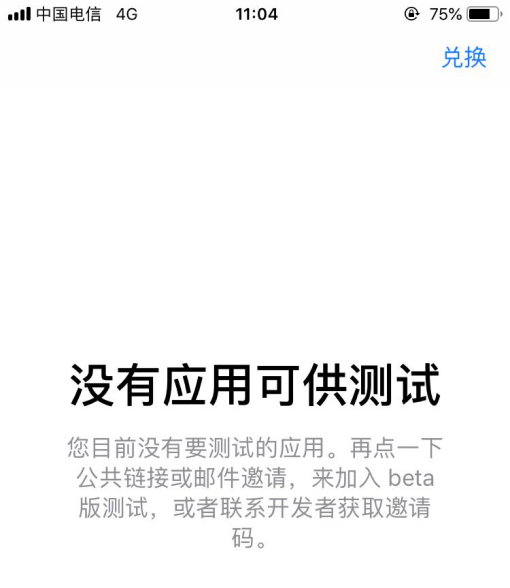 中国电信 4G 11:04 75%
兑换
没有应用可供测试
您目前没有要测试的应用。再点一下
公共链接或邮件邀请，来加入 beta
版测试，或者联系开发者获取邀请
码。